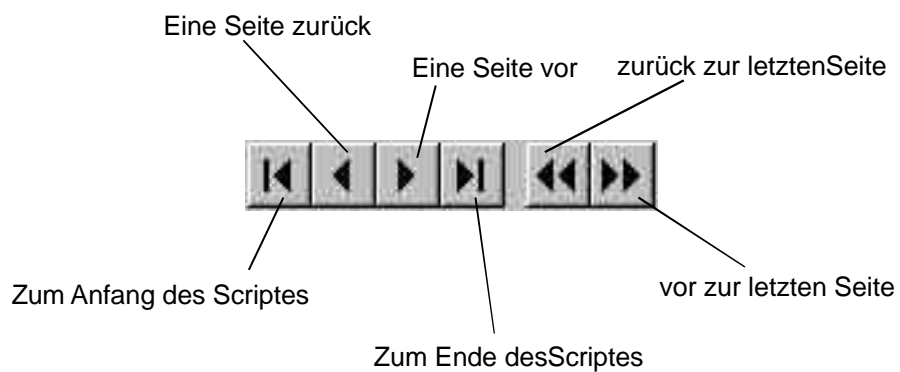 Eine Seite zurück
Eine Seite vor
zurück zur letztenSeite
Zum Anfang des Scriptes
vor zur letzten Seite
Zum Ende desScriptes